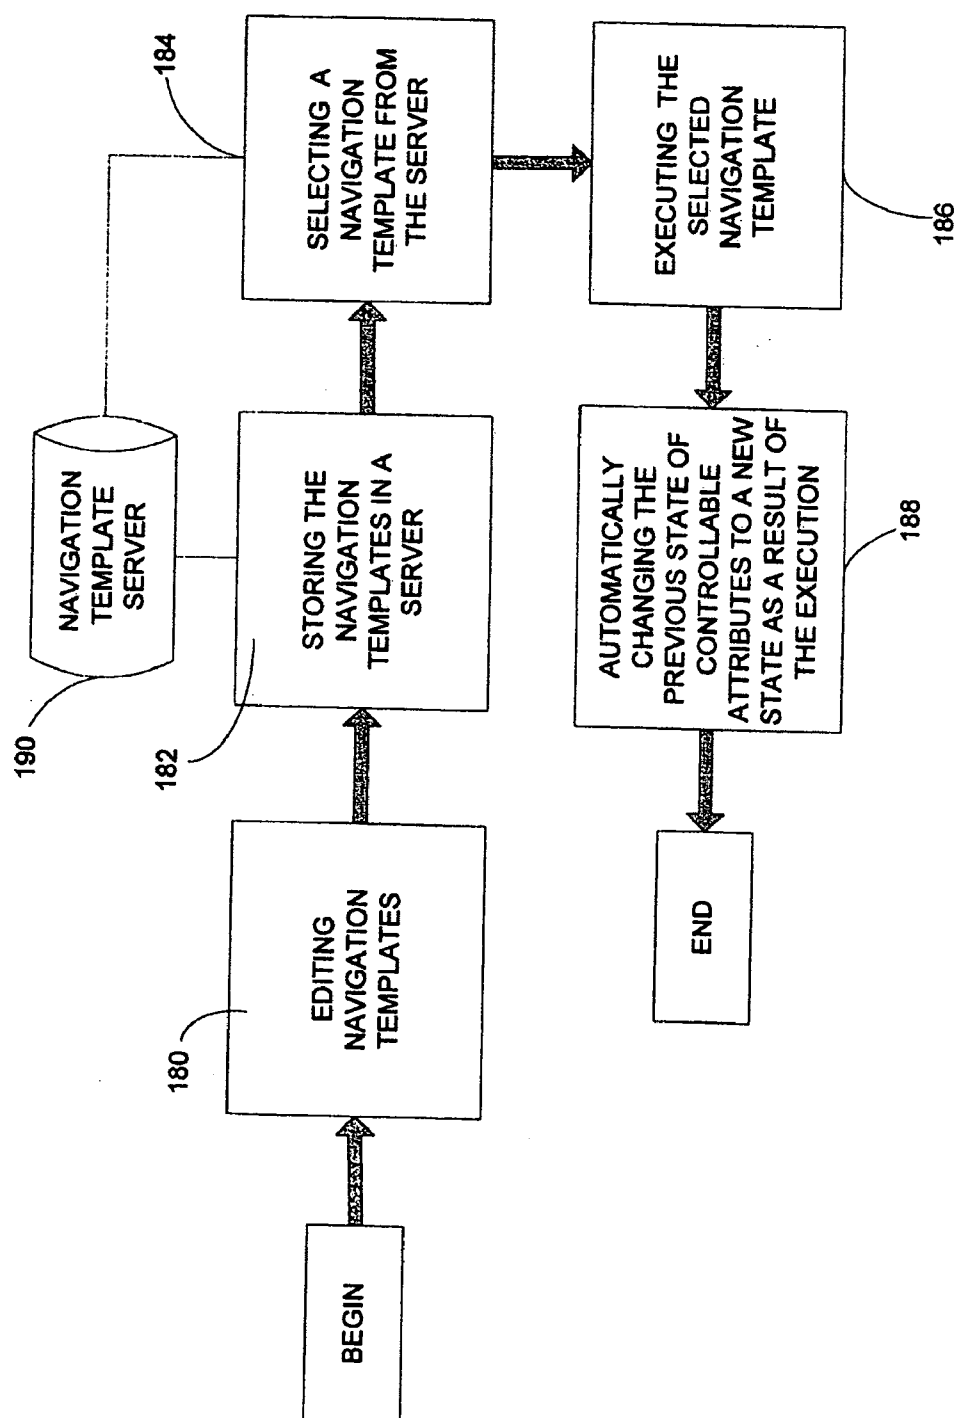 BEGIN
180
EDITING
NAVIGATION
TEMPLATES
182
STORING THE
NAVIGATION
TEMPLATES IN A
SERVER
190
NAVIGATION
TEMPLATE
SERVER
184
SELECTING A
NAVIGATION
TEMPLATE FROM
THE SERVER
EXECUTING THE
SELECTED
NAVIGATION
TEMPLATE
186
AUTOMATICALLY
CHANGING THE
PREVIOUS STATE OF
CONTROLLABLE
ATTRIBUTES TO A NEW
STATE AS A RESULT OF
THE EXECUTION
188
END